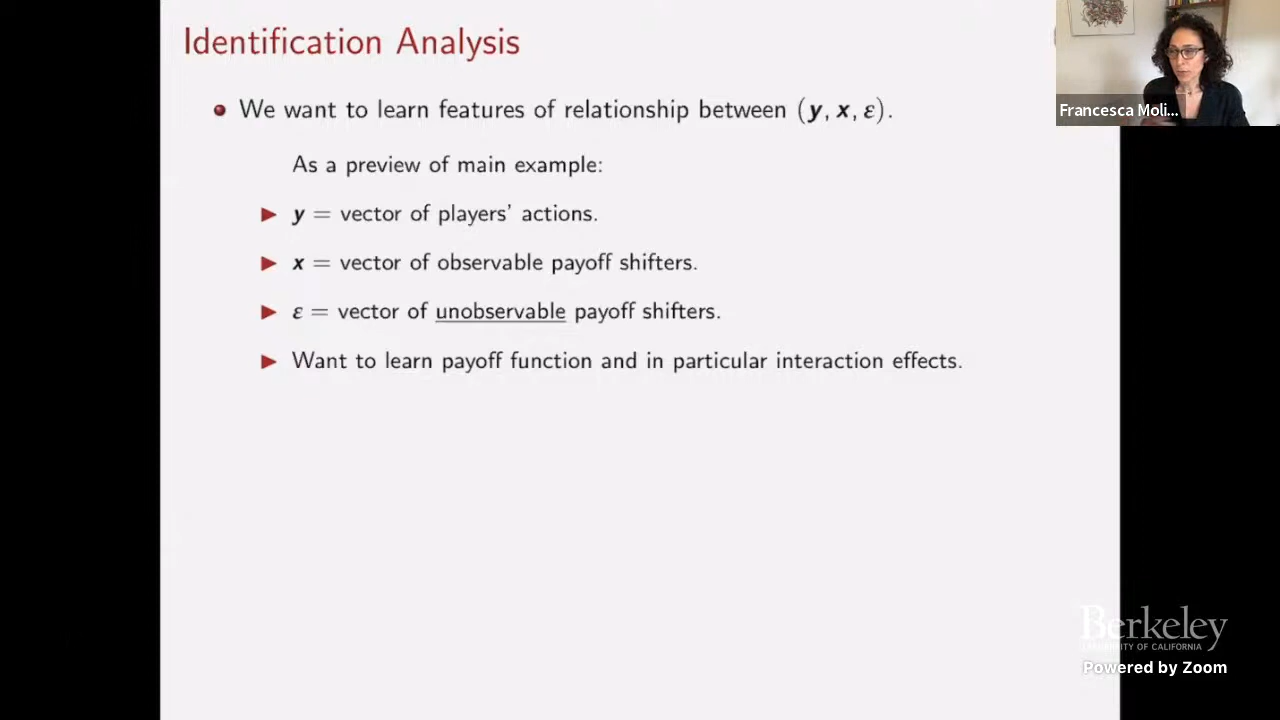 Identification Analysis
We want to learn features of relationship between (y, x, ε).
As a preview of main example:
▶ y = vector of players' actions.
▶ x = vector of observable payoff shifters.
▶ ε = vector of unobservable payoff shifters.
▶ Want to learn payoff function and in particular interaction effects.
Francesca Moli...
Berkeley
UNIVERSITY OF CALIFORNIA
Powered by Zoom